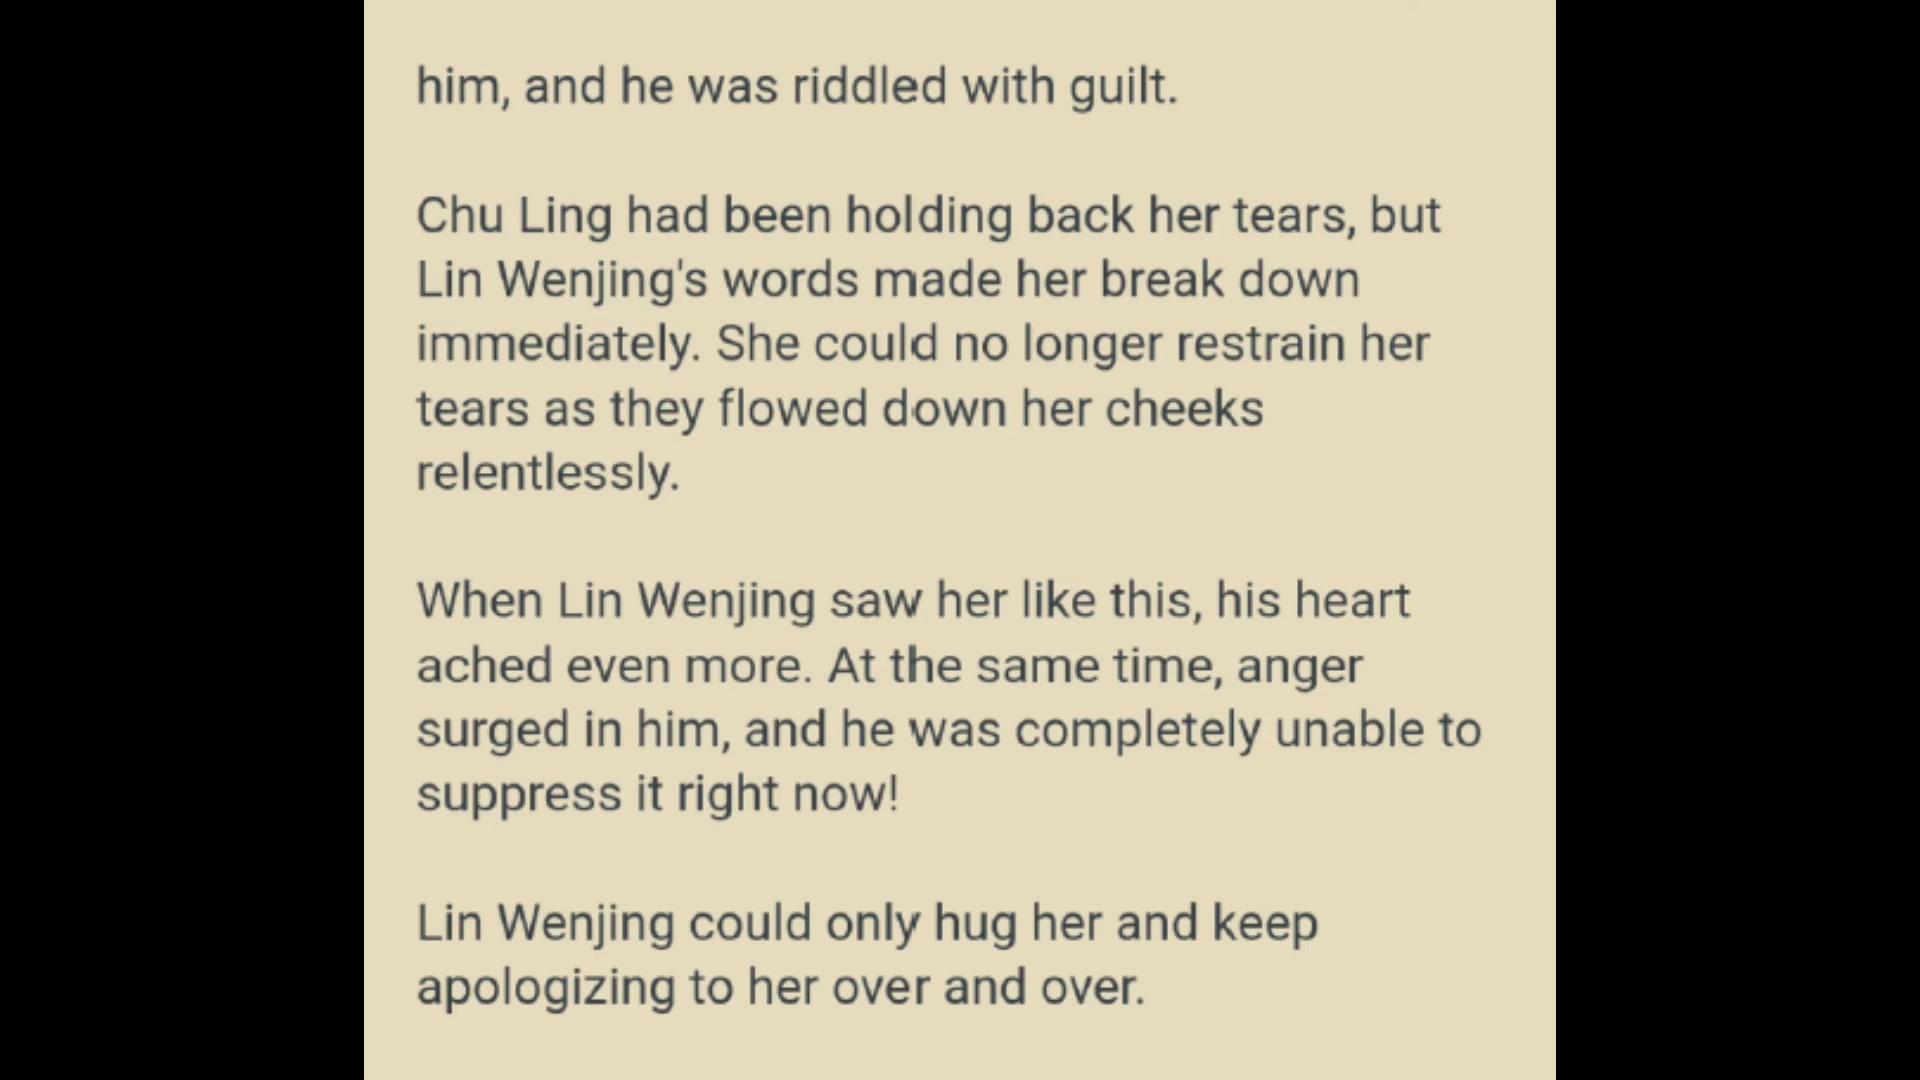 him, and he was riddled with guilt.
Chu Ling had been holding back her tears, but
Lin Wenjing's words made her break down
immediately. She could no longer restrain her
tears as they flowed down her cheeks
relentlessly.
When Lin Wenjing saw her like this, his heart
ached even more. At the same time, anger
surged in him, and he was completely unable to
suppress it right now!
Lin Wenjing could only hug her and keep
apologizing to her over and over.